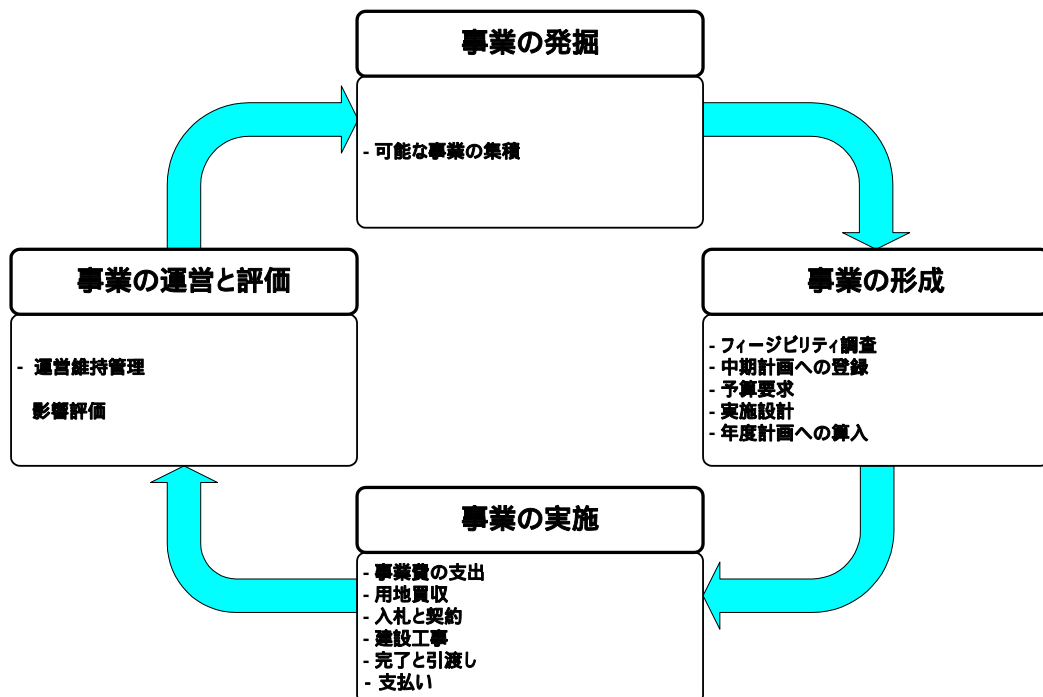 事業の発掘
- 可能な事業の集積
事業の運営と評価
- 運営維持管理
影響評価
事業の形成
- フィージビリティ調査
- 中期計画への登録
- 予算要求
- 実施設計
- 年度計画への算入
事業の実施
- 事業費の支出
- 用地買収
- 入札と契約
- 建設工事
- 完了と引渡し
- 支払い